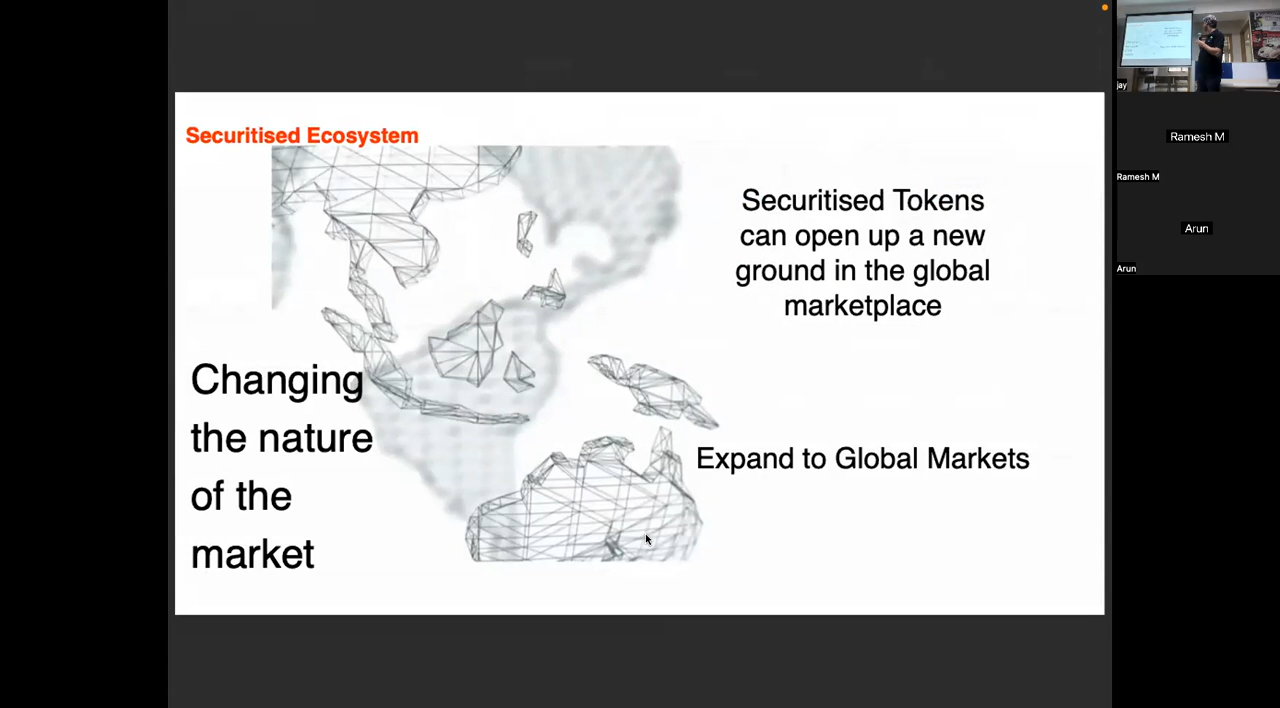 Securitised Ecosystem
Securitised Tokens
can open up a new
ground in the global
marketplace
Changing
the nature
of the
market
Expand to Global Markets
jay
Ramesh M
Ramesh M
Arun
Arun